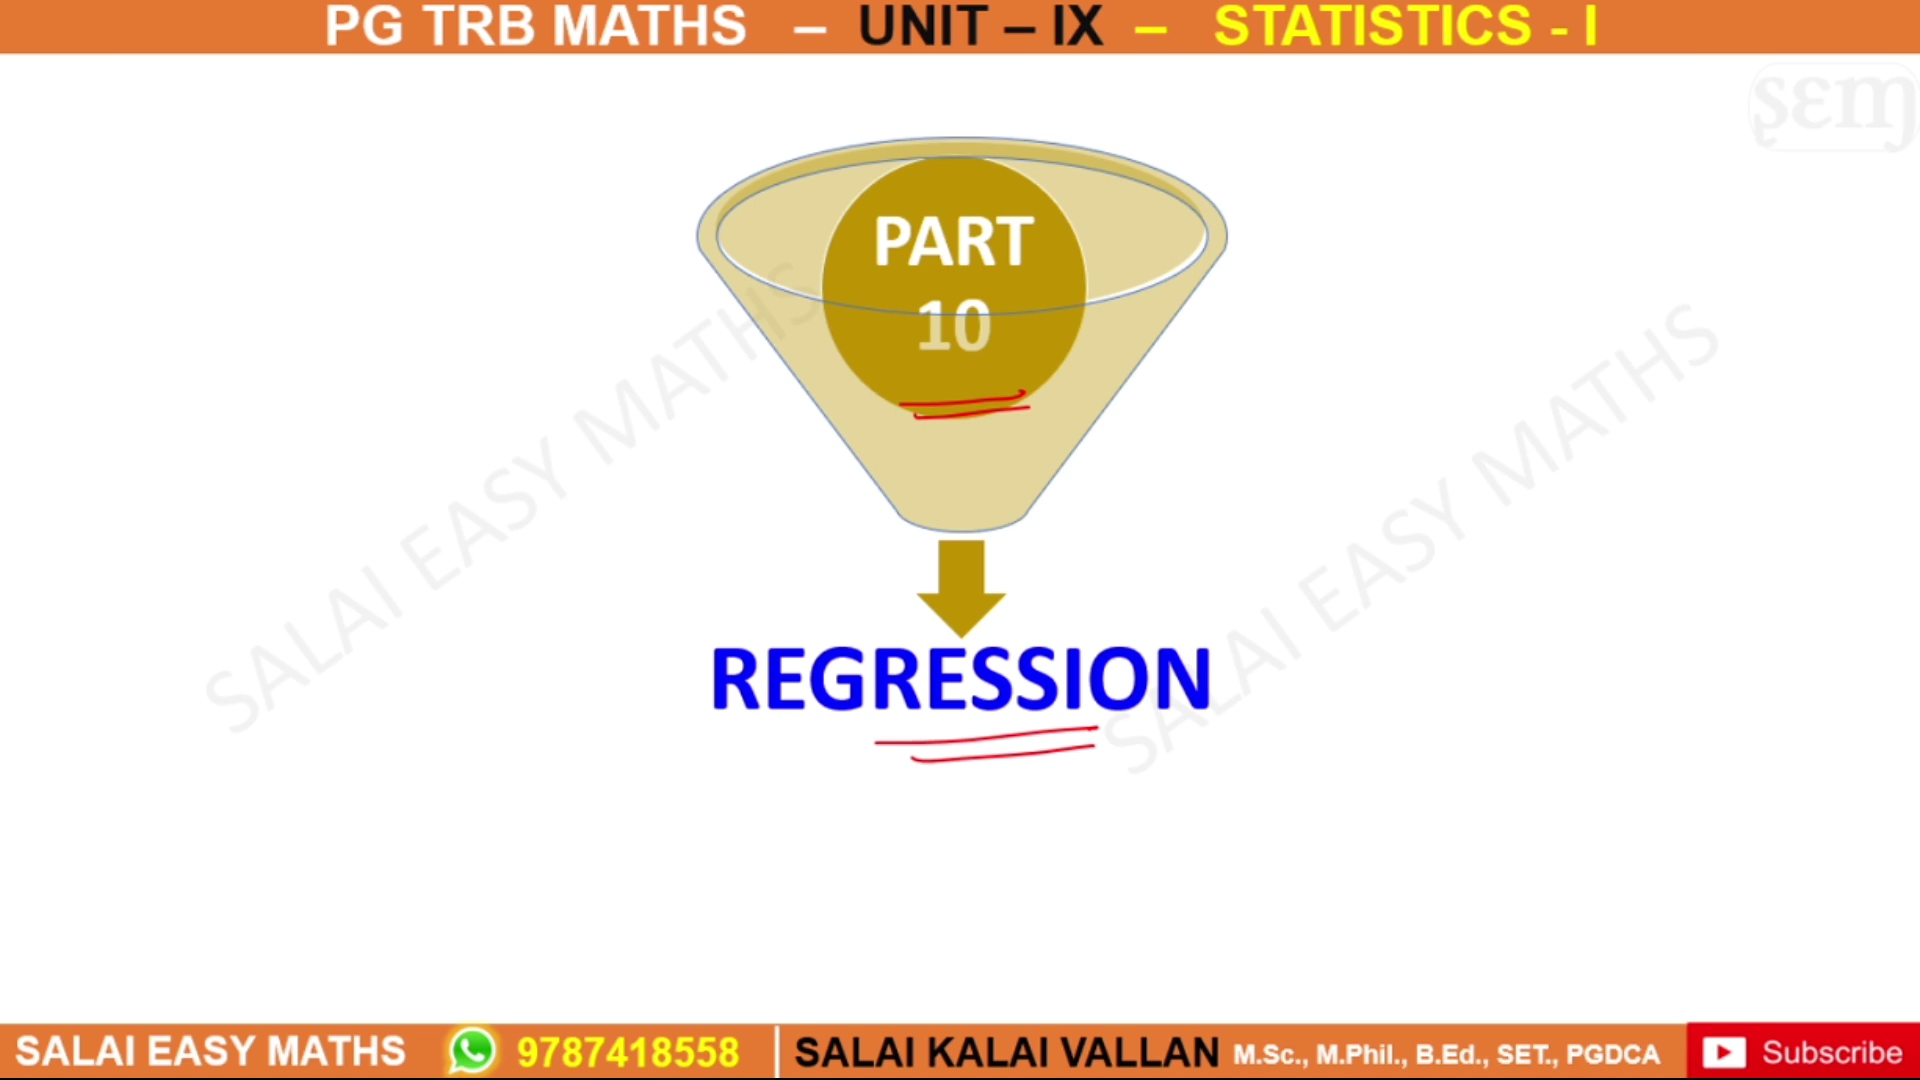 PG TRB MATHS – UNIT – IX – STATISTICS - I
PART
10
REGRESSION
SALAI EASY MATHS
SALAI EASY MATHS
SALAI EASY MATHS 9787418558 SALAI KALAI VALLAN M.Sc., M.Phil., B.Ed., SET., PGDCA Subscribe